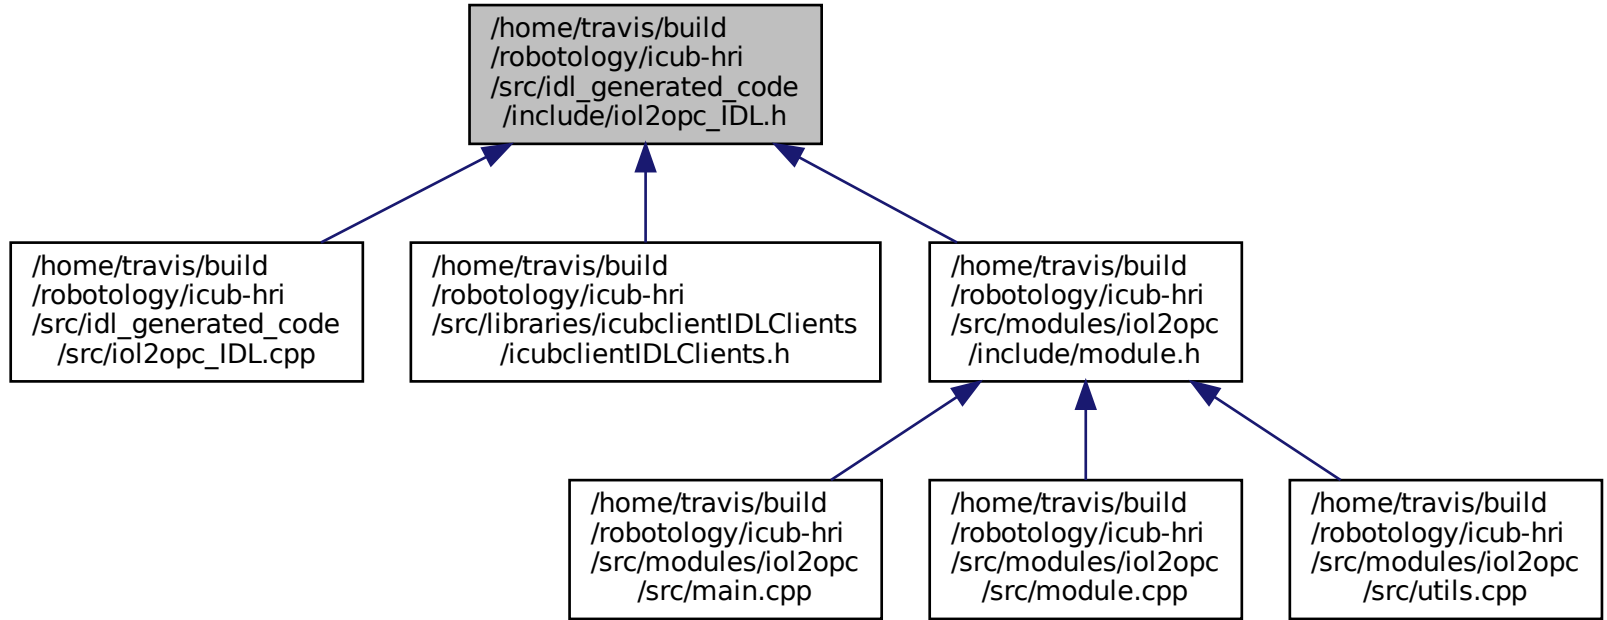 /home/travis/build
/robotology/icub-hri
/src/idl_generated_code
/include/iol2opc_IDL.h
/home/travis/build
/robotology/icub-hri
/src/idl_generated_code
/src/iol2opc_IDL.cpp
/home/travis/build
/robotology/icub-hri
/src/libraries/icubclientIDLClients
/icubclientIDLClients.h
/home/travis/build
/robotology/icub-hri
/src/modules/iol2opc
/include/module.h
/home/travis/build
/robotology/icub-hri
/src/modules/iol2opc
/src/main.cpp
/home/travis/build
/robotology/icub-hri
/src/modules/iol2opc
/src/module.cpp
/home/travis/build
/robotology/icub-hri
/src/modules/iol2opc
/src/utils.cpp